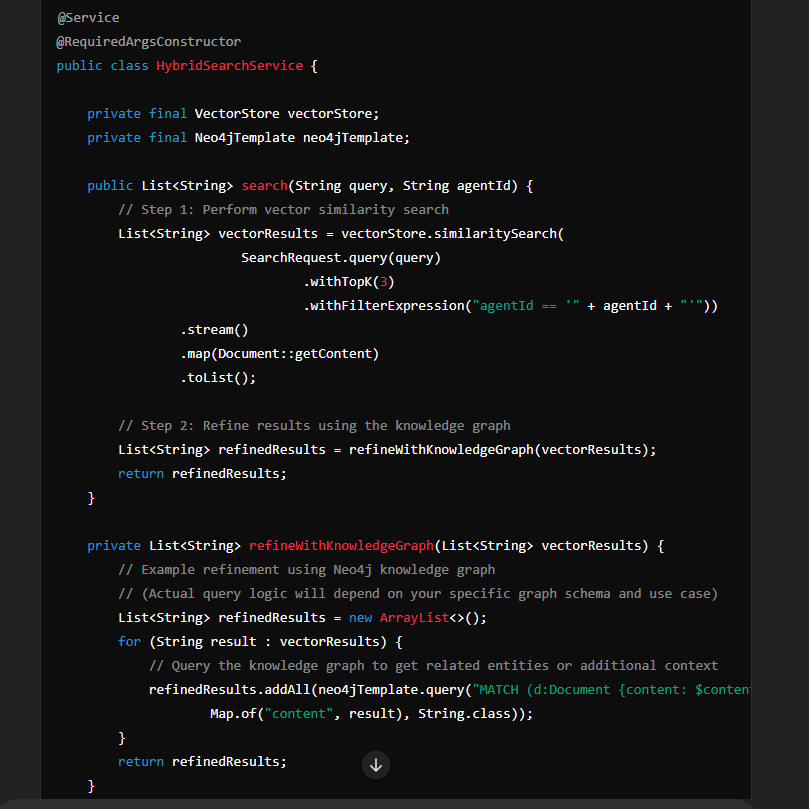 @Service
@RequiredArgsConstructor
public class HybridSearchService {
private final VectorStore vectorStore;
private final Neo4jTemplate neo4jTemplate;
public List<String> search(String query, String agentId) {
// Step 1: Perform vector similarity search
List<String> vectorResults = vectorStore.similaritySearch(
SearchRequest.query(query)
.withTopK(3)
.withFilterExpression("agentId == '" + agentId + "'"))
.stream()
.map(Document::getContent)
.toList();
// Step 2: Refine results using the knowledge graph
List<String> refinedResults = refineWithKnowledgeGraph(vectorResults);
return refinedResults;
}
private List<String> refineWithKnowledgeGraph(List<String> vectorResults) {
// Example refinement using Neo4j knowledge graph
// (Actual query logic will depend on your specific graph schema and use case)
List<String> refinedResults = new ArrayList<>();
for (String result : vectorResults) {
// Query the knowledge graph to get related entities or additional context
refinedResults.addAll(neo4jTemplate.query("MATCH (d:Document {content: $conten
Map.of("content", result), String.class));
}
return refinedResults;
}